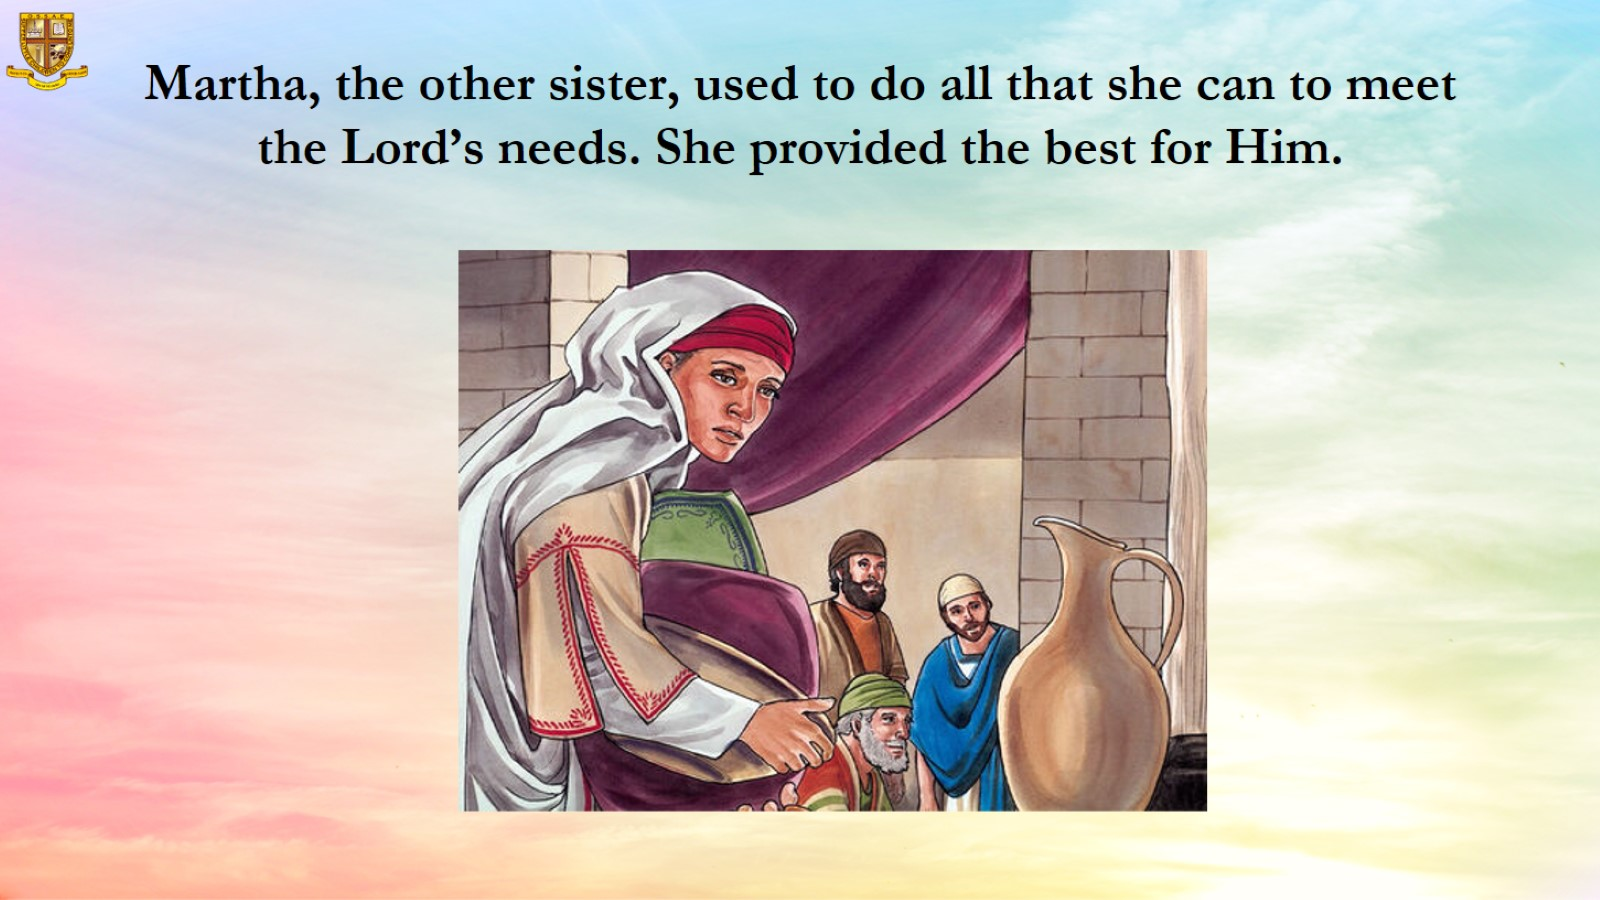 O.S.S.A.E
Martha, the other sister, used to do all that she can to meet
the Lord’s needs. She provided the best for Him.